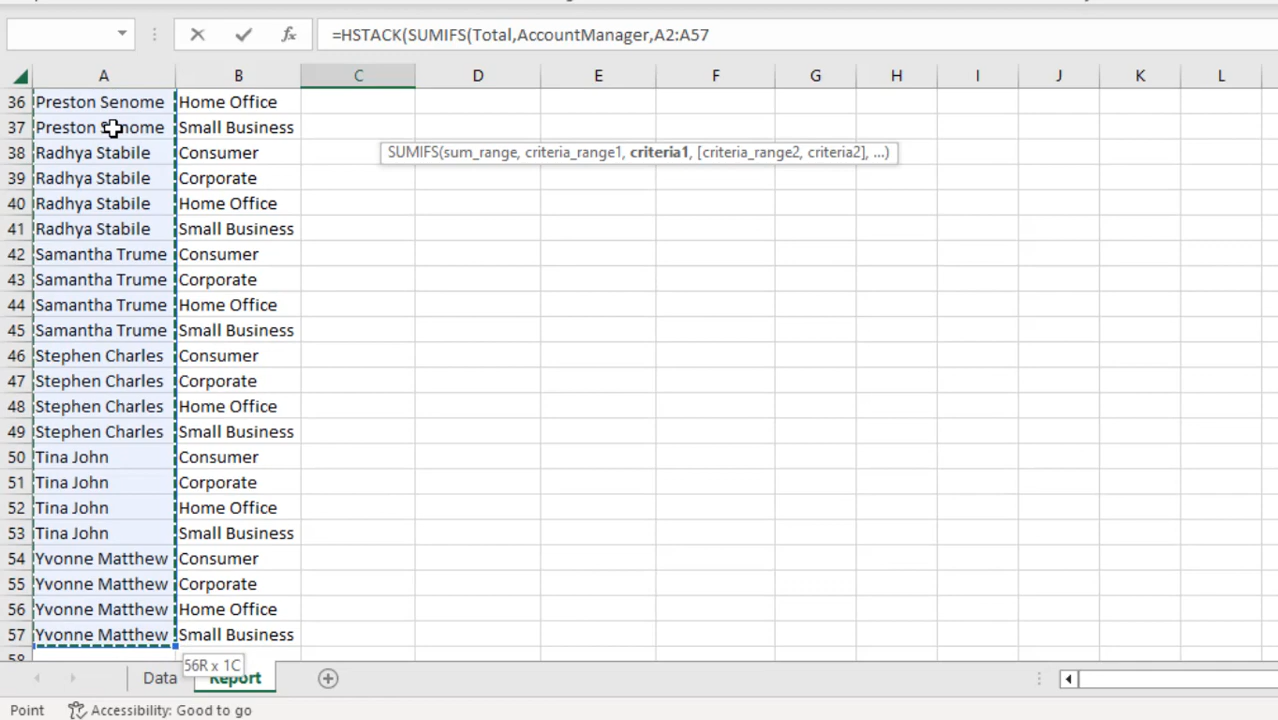 =HSTACK(SUMIFS(Total,AccountManager,A2:A57
A B C D E F G H I J K L
36 Preston Senome Home Office
37 Preston Senome Small Business
38 Radhya Stabile Consumer
SUMIFS(sum_range, criteria_range1, criteria1, [criteria_range2, criteria2], ...)
39 Radhya Stabile Corporate
40 Radhya Stabile Home Office
41 Radhya Stabile Small Business
42 Samantha Trume Consumer
43 Samantha Trume Corporate
44 Samantha Trume Home Office
45 Samantha Trume Small Business
46 Stephen Charles Consumer
47 Stephen Charles Corporate
48 Stephen Charles Home Office
49 Stephen Charles Small Business
50 Tina John Consumer
51 Tina John Corporate
52 Tina John Home Office
53 Tina John Small Business
54 Yvonne Matthew Consumer
55 Yvonne Matthew Corporate
56 Yvonne Matthew Home Office
57 Yvonne Matthew Small Business
58
56R x 1C
Data Report
Point Accessibility: Good to go